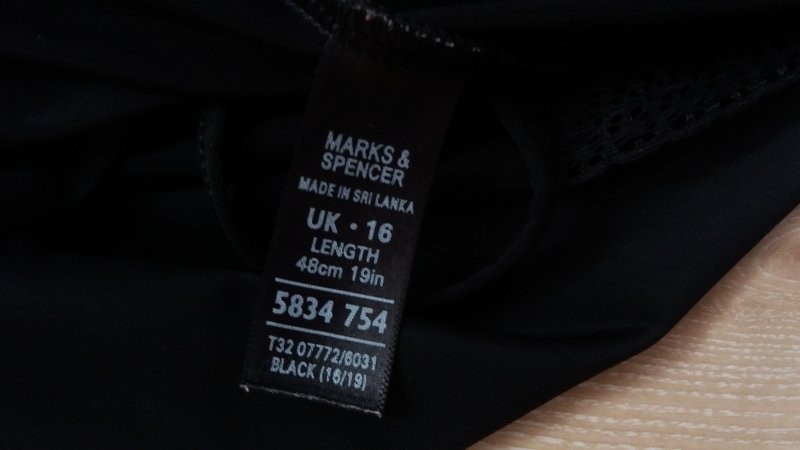 MARKS &
SPENCER
MADE IN SRI LANKA
UK · 16
LENGTH
48cm 19in
5834 754
T32 07772/6031
BLACK (16/19)